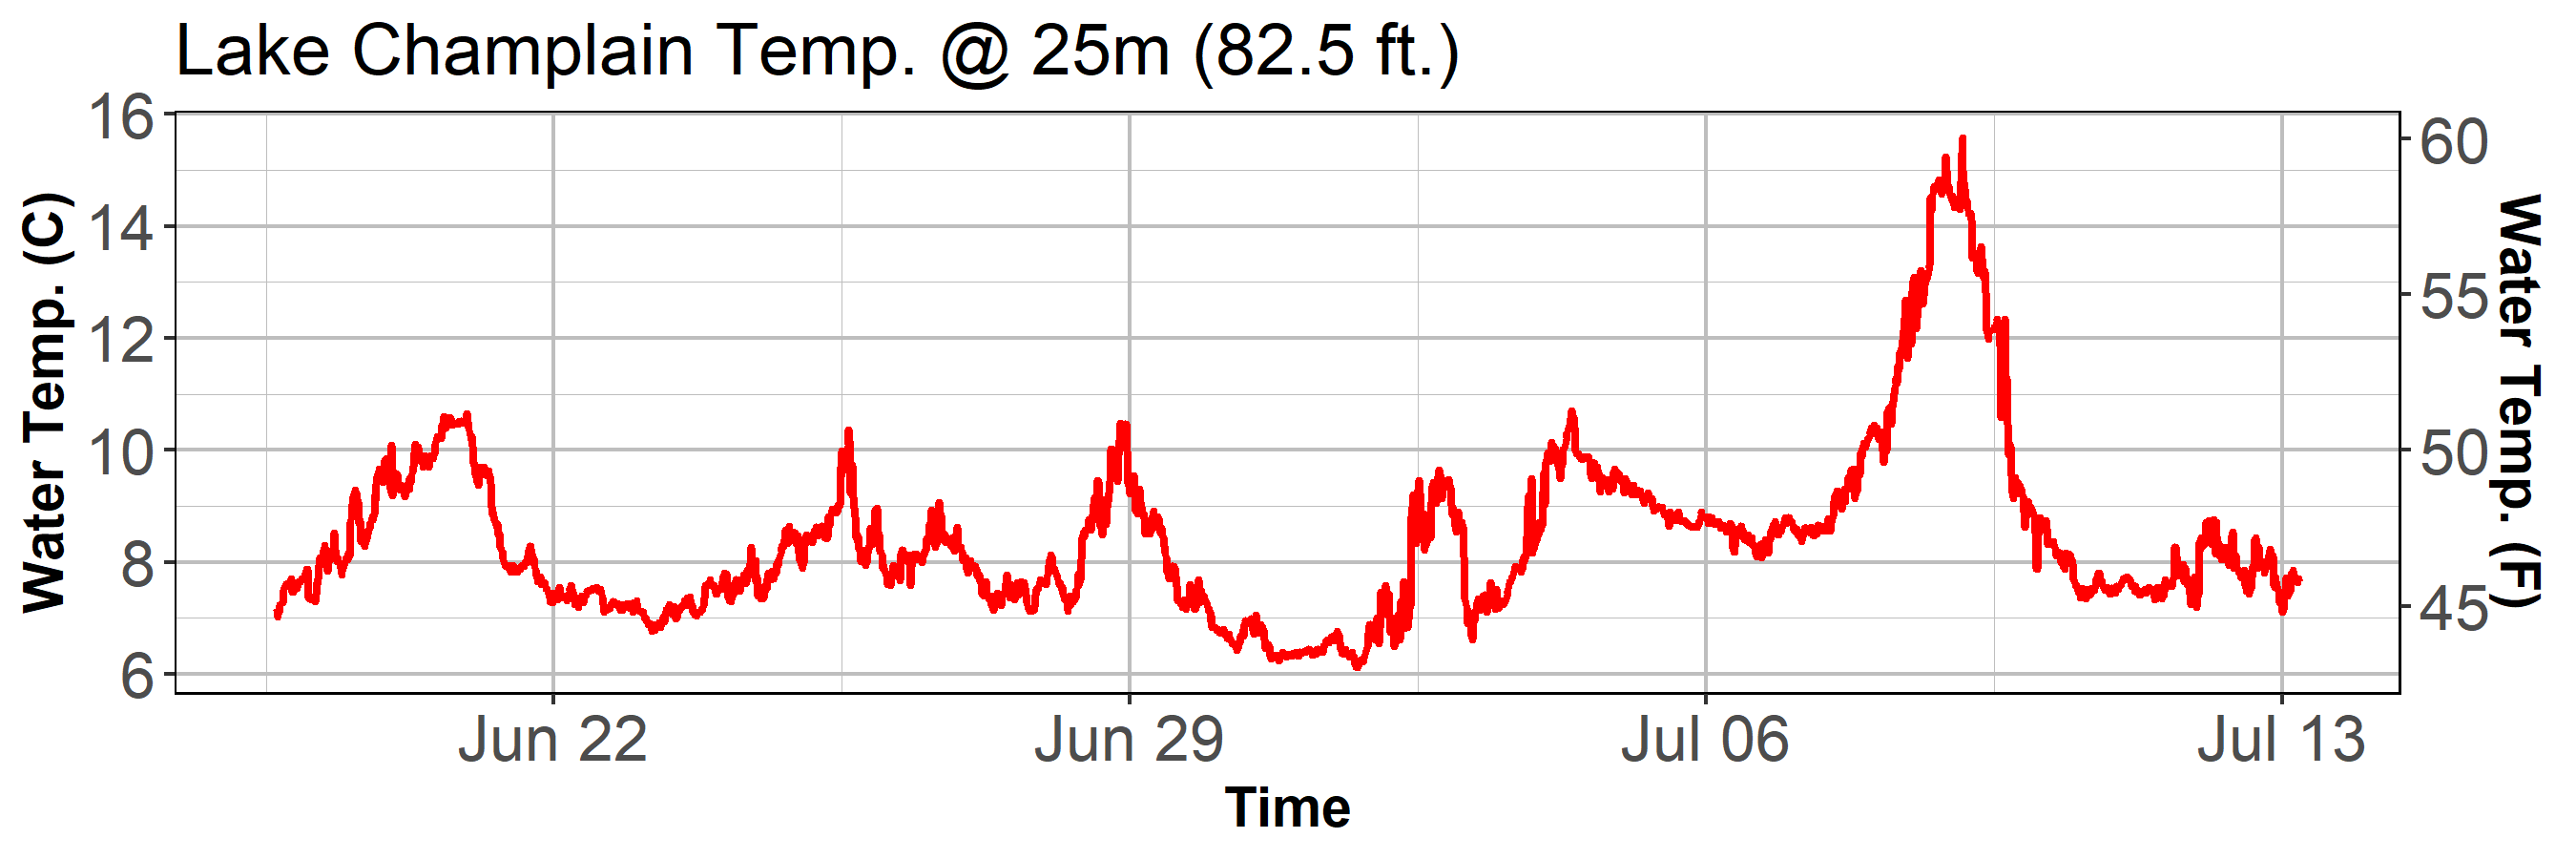 Lake Champlain Temp. @ 25m (82.5 ft.)
Water Temp. (C)
16
14
12
10
8
6
60
55
50
45
Water Temp. (F)
Jun 22
Jun 29
Jul 06
Jul 13
Time